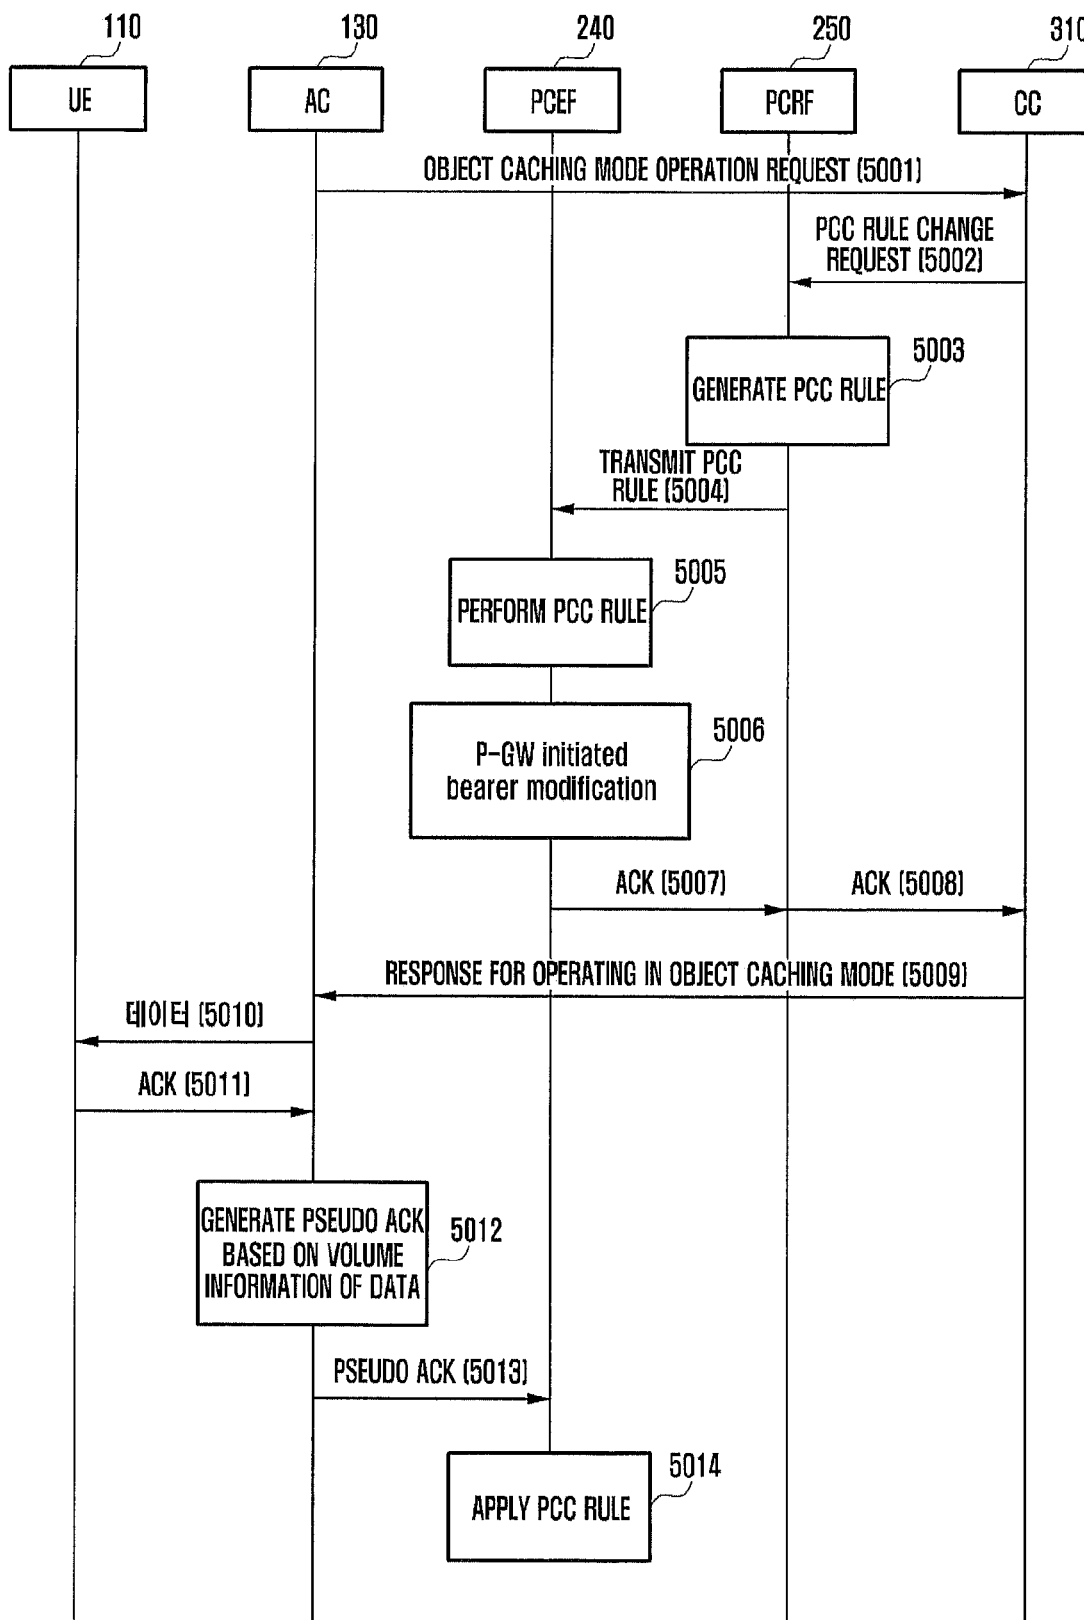 110
130
240
250
310
UE
AC
PCEF
PCRF
CC
OBJECT CACHING MODE OPERATION REQUEST (5001)
PCC RULE CHANGE
REQUEST (5002)
5003
GENERATE PCC RULE
TRANSMIT PCC
RULE (5004)
5005
PERFORM PCC RULE
5006
P-GW initiated
bearer modification
ACK (5007)
ACK (5008)
RESPONSE FOR OPERATING IN OBJECT CACHING MODE (5009)
데이터 (5010)
ACK (5011)
GENERATE PSEUDO ACK
BASED ON VOLUME
INFORMATION OF DATA
5012
PSEUDO ACK (5013)
5014
APPLY PCC RULE